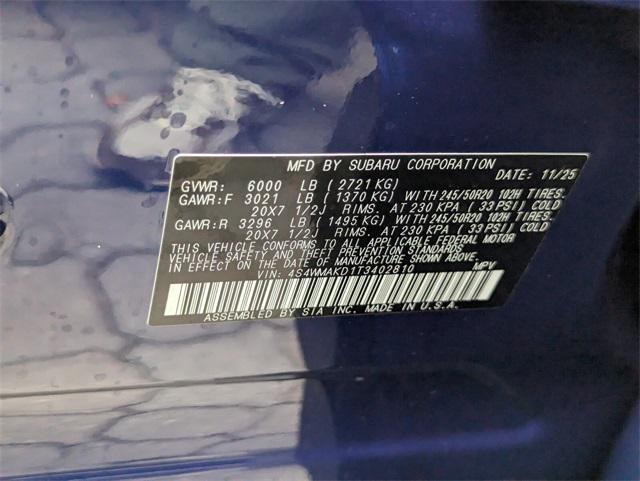 MFD BY SUBARU CORPORATION DATE: 11/25
GVWR: 6000 LB (2721 KG)
GAWR:F 3021 LB (1370 KG) WITH 245/50R20 102H TIRES.
20X7 1/2J RIMS. AT 230 KPA (33 PSI) COLD
GAWR:R 3296 LB (1495 KG) WITH 245/50R20 102H TIRES.
20X7 1/2J RIMS. AT 230 KPA (33 PSI) COLD
THIS VEHICLE CONFORMS TO ALL APPLICABLE FEDERAL MOTOR
VEHICLE SAFETY AND THEFT PREVENTION STANDARDS
IN EFFECT ON THE DATE OF MANUFACTURE SHOWN ABOVE.
VIN: 4S4WMAKD1T3402810 MPV
ASSEMBLED BY SIA INC. MADE IN U.S.A.